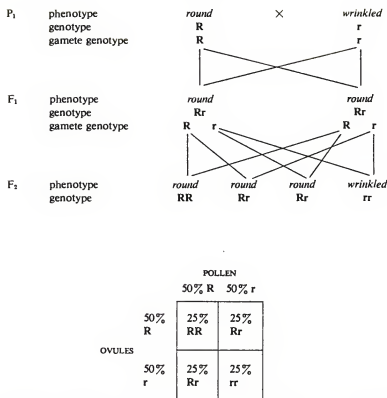 P₁ phenotype round × wrinkled
genotype R r
gamete genotype R r
F₁ phenotype round round
genotype Rr Rr
gamete genotype R r R r
F₂ phenotype round round round wrinkled
genotype RR Rr Rr rr
POLLEN
50% R 50% r
50% 25% 25%
R RR Rr
OVULES
50% 25% 25%
r Rr rr